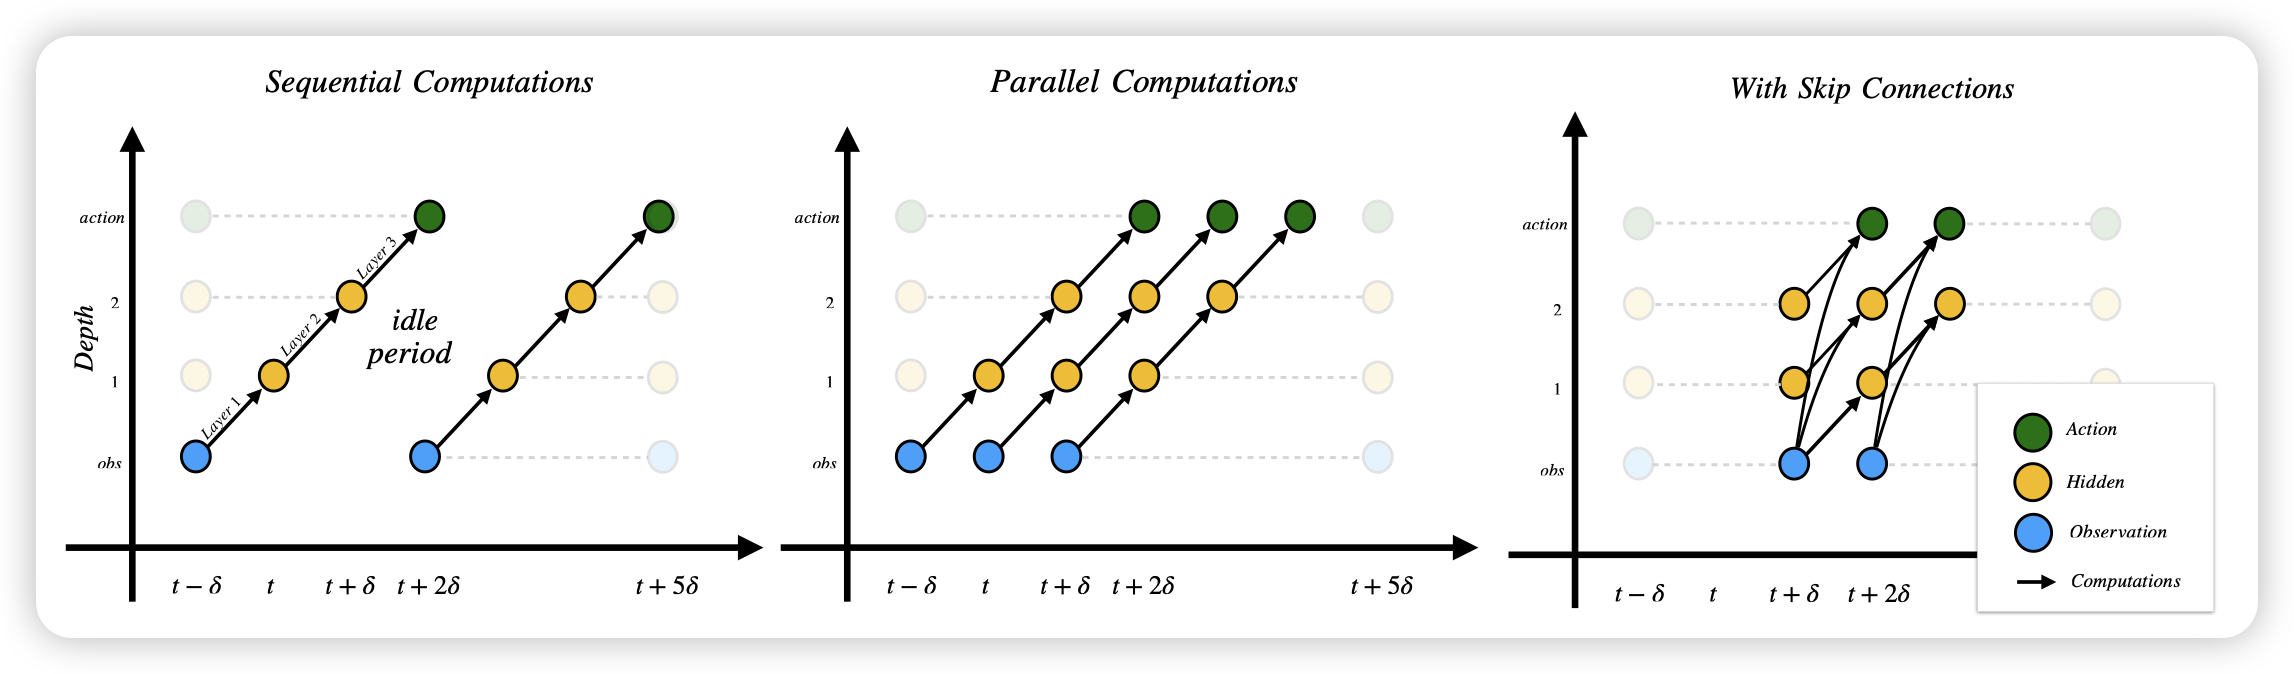 Sequential Computations
action
2
1
obs
Depth
Layer 1
Layer 2
Layer 3
idle
period
t − δ
t
t + δ
t + 2δ
t + 5δ
Parallel Computations
action
2
1
obs
t − δ
t
t + δ
t + 2δ
t + 5δ
With Skip Connections
action
2
1
obs
t − δ
t
t + δ
t + 2δ
Action
Hidden
Observation
Computations